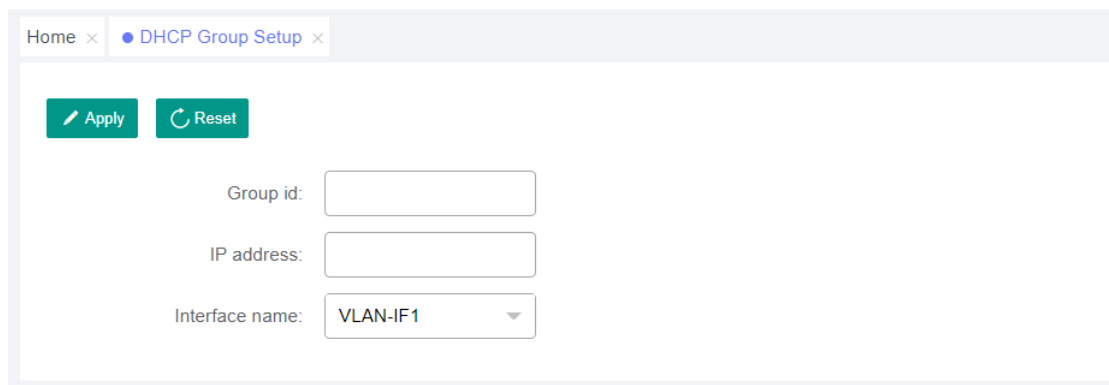 Home × DHCP Group Setup ×
Apply Reset
Group id:
IP address:
Interface name: VLAN-IF1